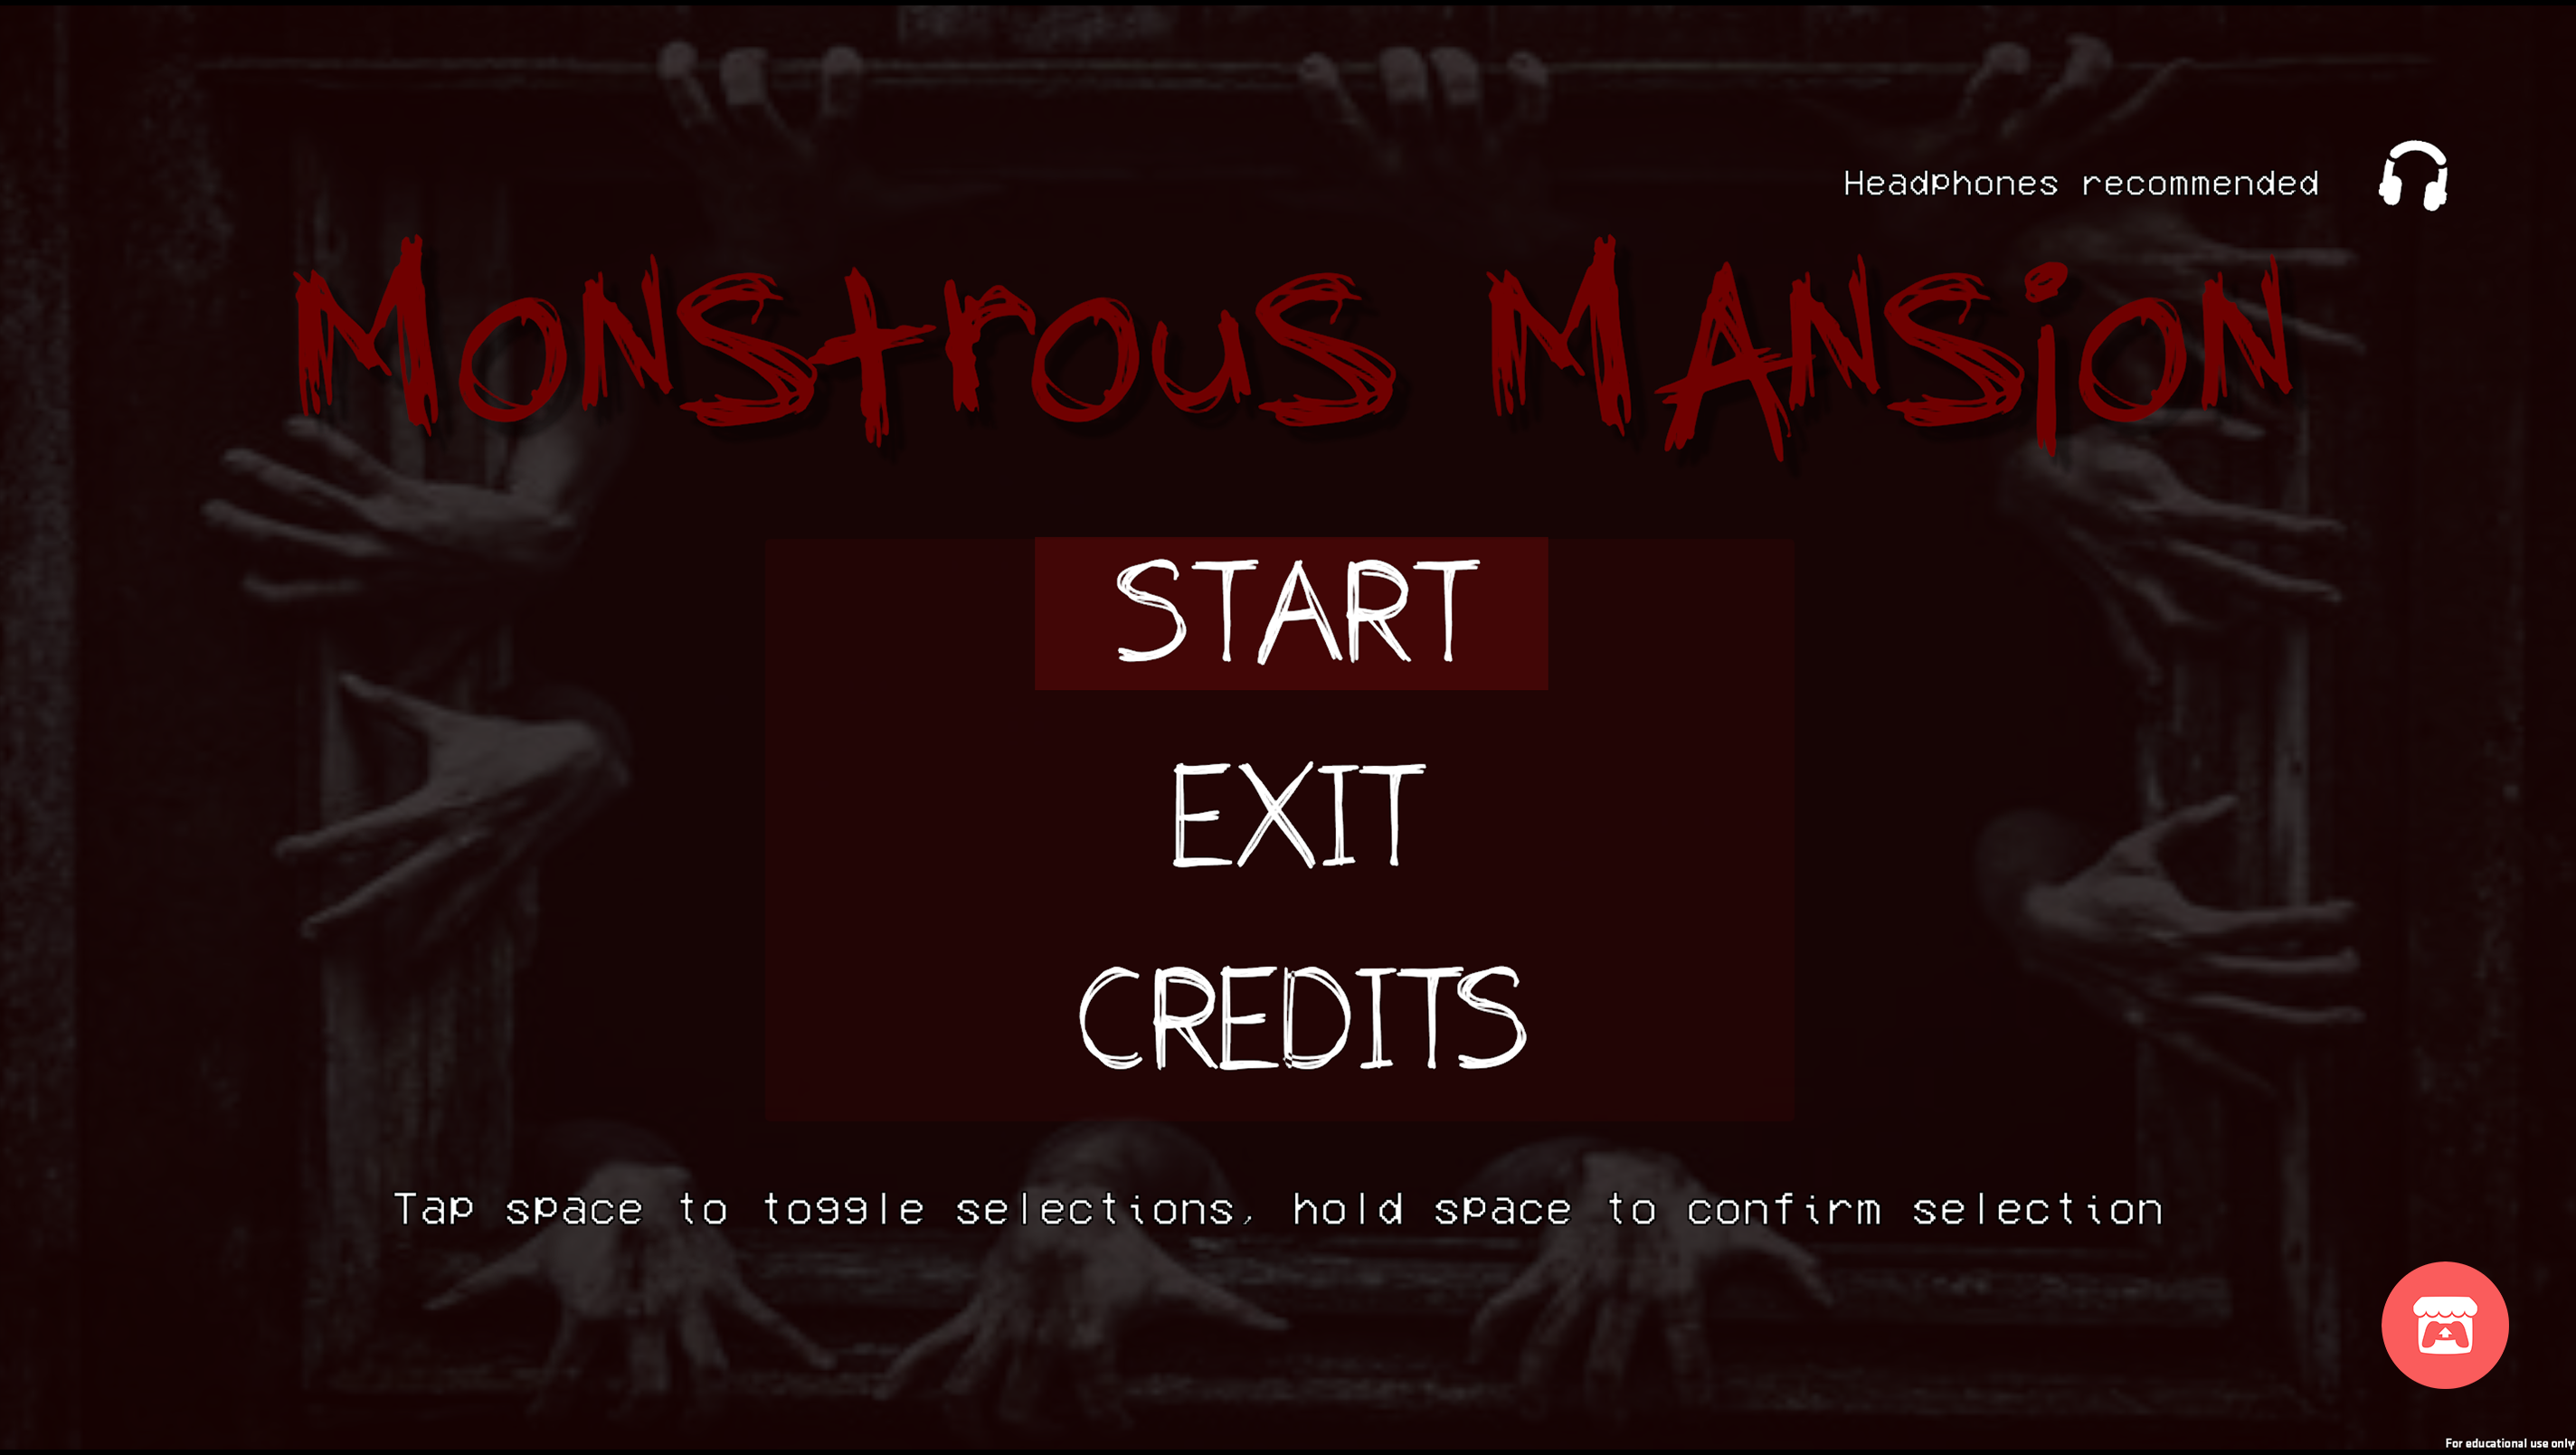 Headphones recommended
Monstrous Mansion
START
EXIT
CREDITS
Tap space to toggle selections, hold space to confirm selection
For educational use only